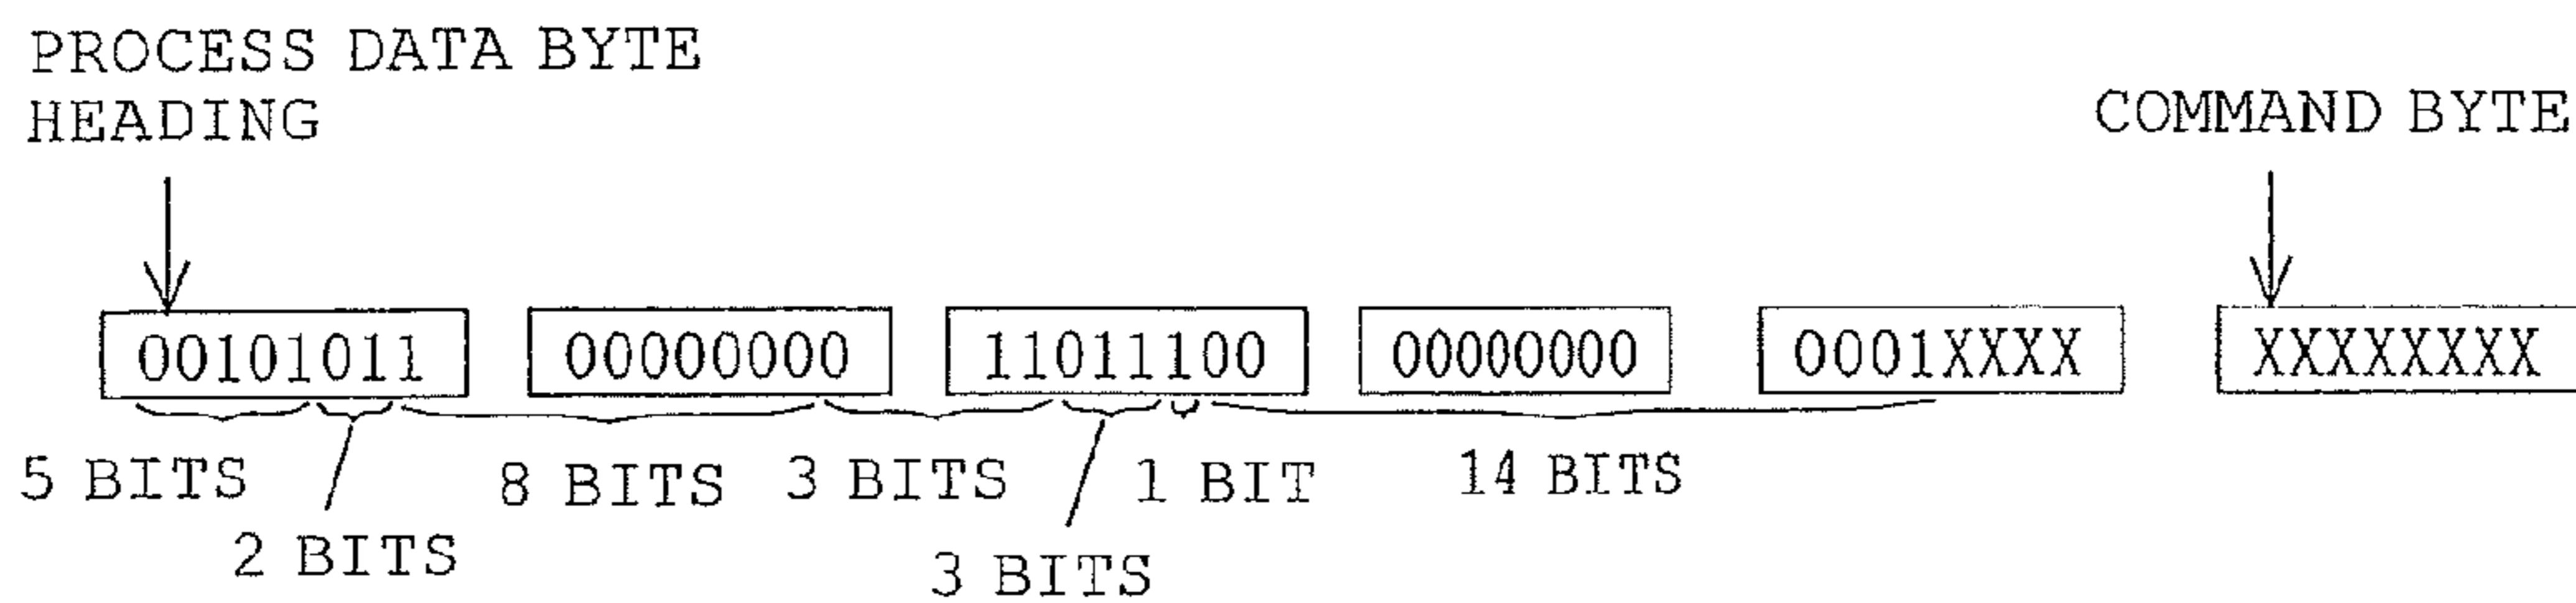 PROCESS DATA BYTE
HEADING
COMMAND BYTE
00101011 00000000 11011100 00000000 0001XXXX XXXXXXXX
5 BITS 8 BITS 3 BITS 1 BIT 14 BITS
2 BITS 3 BITS